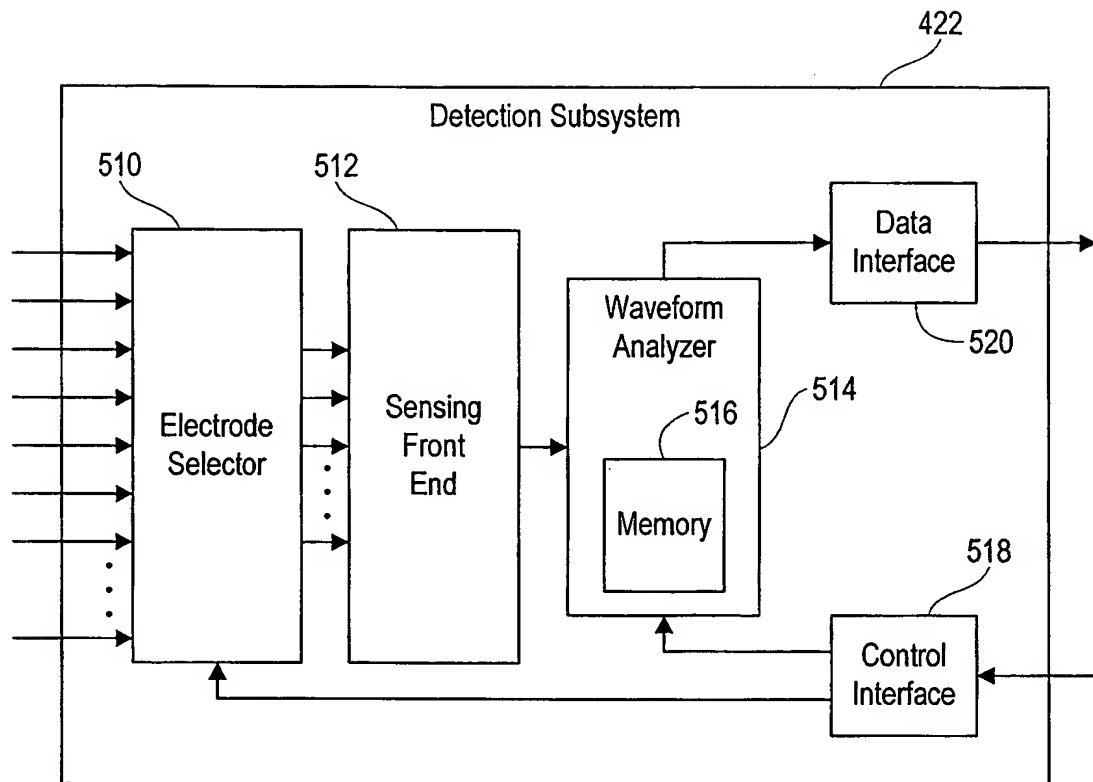 422
Detection Subsystem
510
512
Data
Interface
520
Waveform
Analyzer
514
516
Electrode
Selector
Sensing
Front
End
Memory
518
Control
Interface